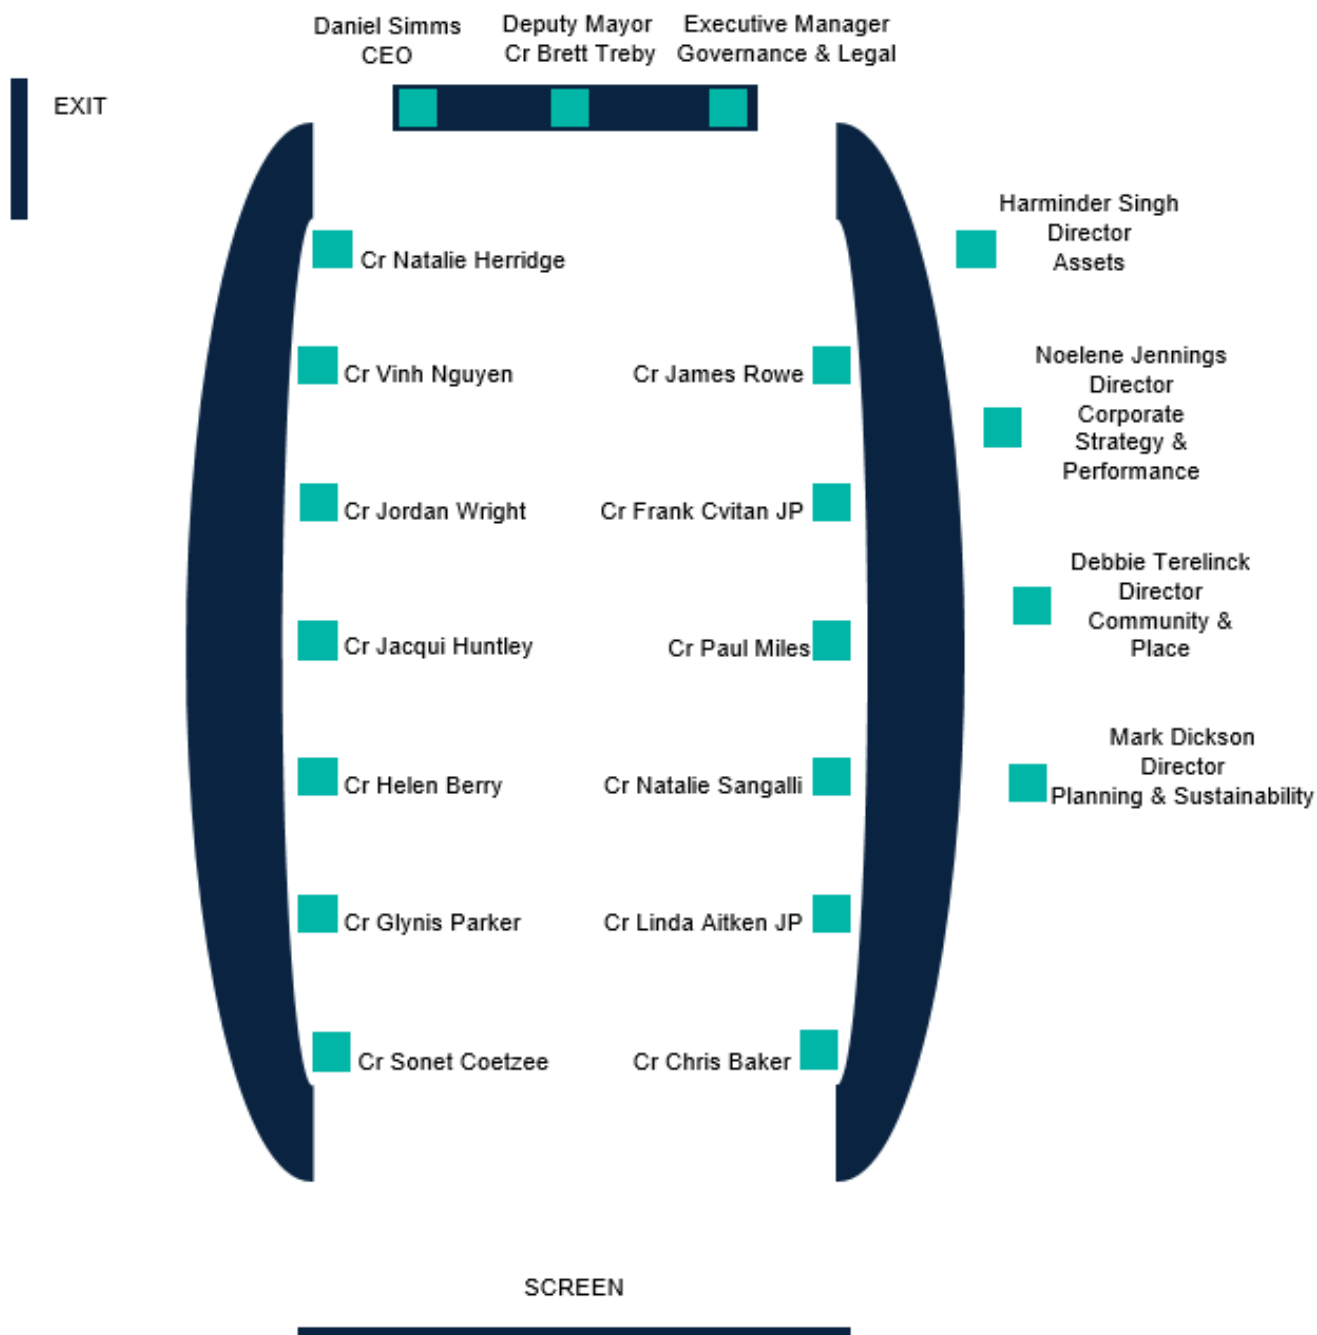 Daniel Simms
CEO
Deputy Mayor
Cr Brett Treby
Executive Manager
Governance & Legal
EXIT
Harminder Singh
Director
Assets
Cr Natalie Herridge
Noelene Jennings
Director
Corporate
Strategy &
Performance
Cr Vinh Nguyen
Cr James Rowe
Cr Jordan Wright
Cr Frank Cvitan JP
Debbie Terelinck
Director
Community &
Place
Cr Jacqui Huntley
Cr Paul Miles
Mark Dickson
Director
Planning & Sustainability
Cr Helen Berry
Cr Natalie Sangalli
Cr Glynis Parker
Cr Linda Aitken JP
Cr Sonet Coetzee
Cr Chris Baker
SCREEN